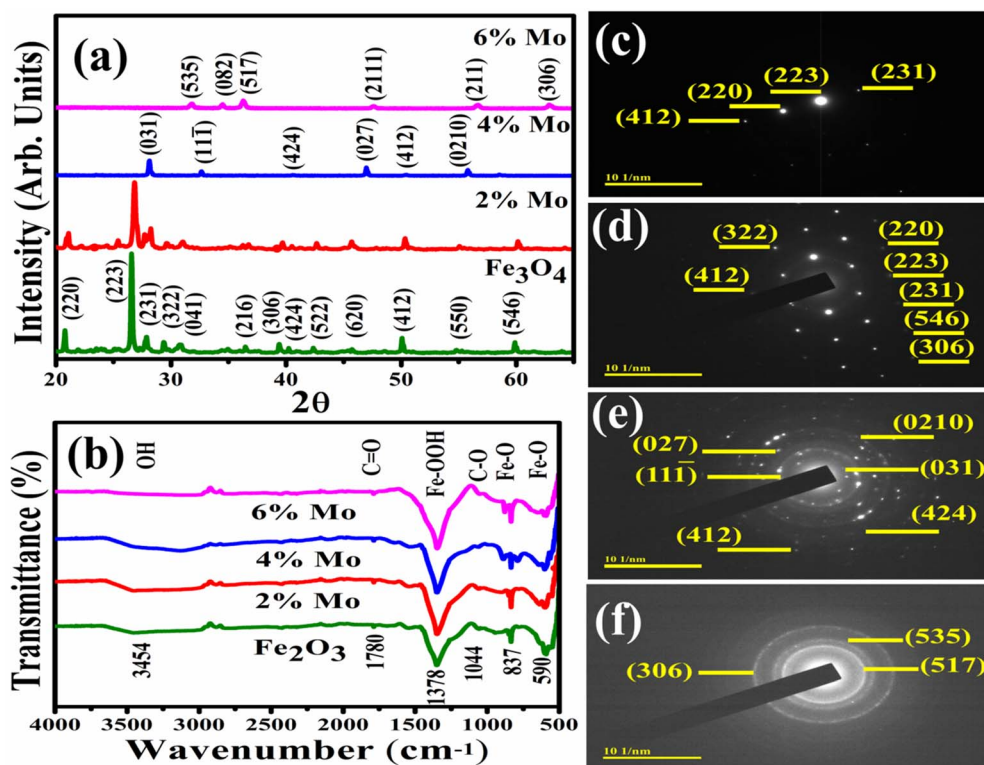 (a)
6% Mo
(535)
(082)
(517)
(2111)
(211)
(306)
4% Mo
(031)
(111̅)
(424)
(027)
(412)
(0210)
2% Mo
Fe₃O₄
(220)
(223)
(231)
(322)
(041)
(216)
(306)
(424)
(522)
(620)
(412)
(550)
(546)
Intensity (Arb. Units)
20 30 40 50 60
2θ
(b)
OH
C=O
Fe-OOH
C-O
Fe-O
Fe-O
6% Mo
4% Mo
2% Mo
Fe₂O₃
3454
1780
1378
1044
837
590
Transmittance (%)
4000 3500 3000 2500 2000 1500 1000 500
Wavenumber (cm-1)
(c)
(223)
(231)
(220)
(412)
10 1/nm
(d)
(322)
(220)
(412)
(223)
(231)
(546)
(306)
10 1/nm
(e)
(027)
(0210)
(111̅)
(031)
(424)
(412)
10 1/nm
(f)
(535)
(306)
(517)
10 1/nm